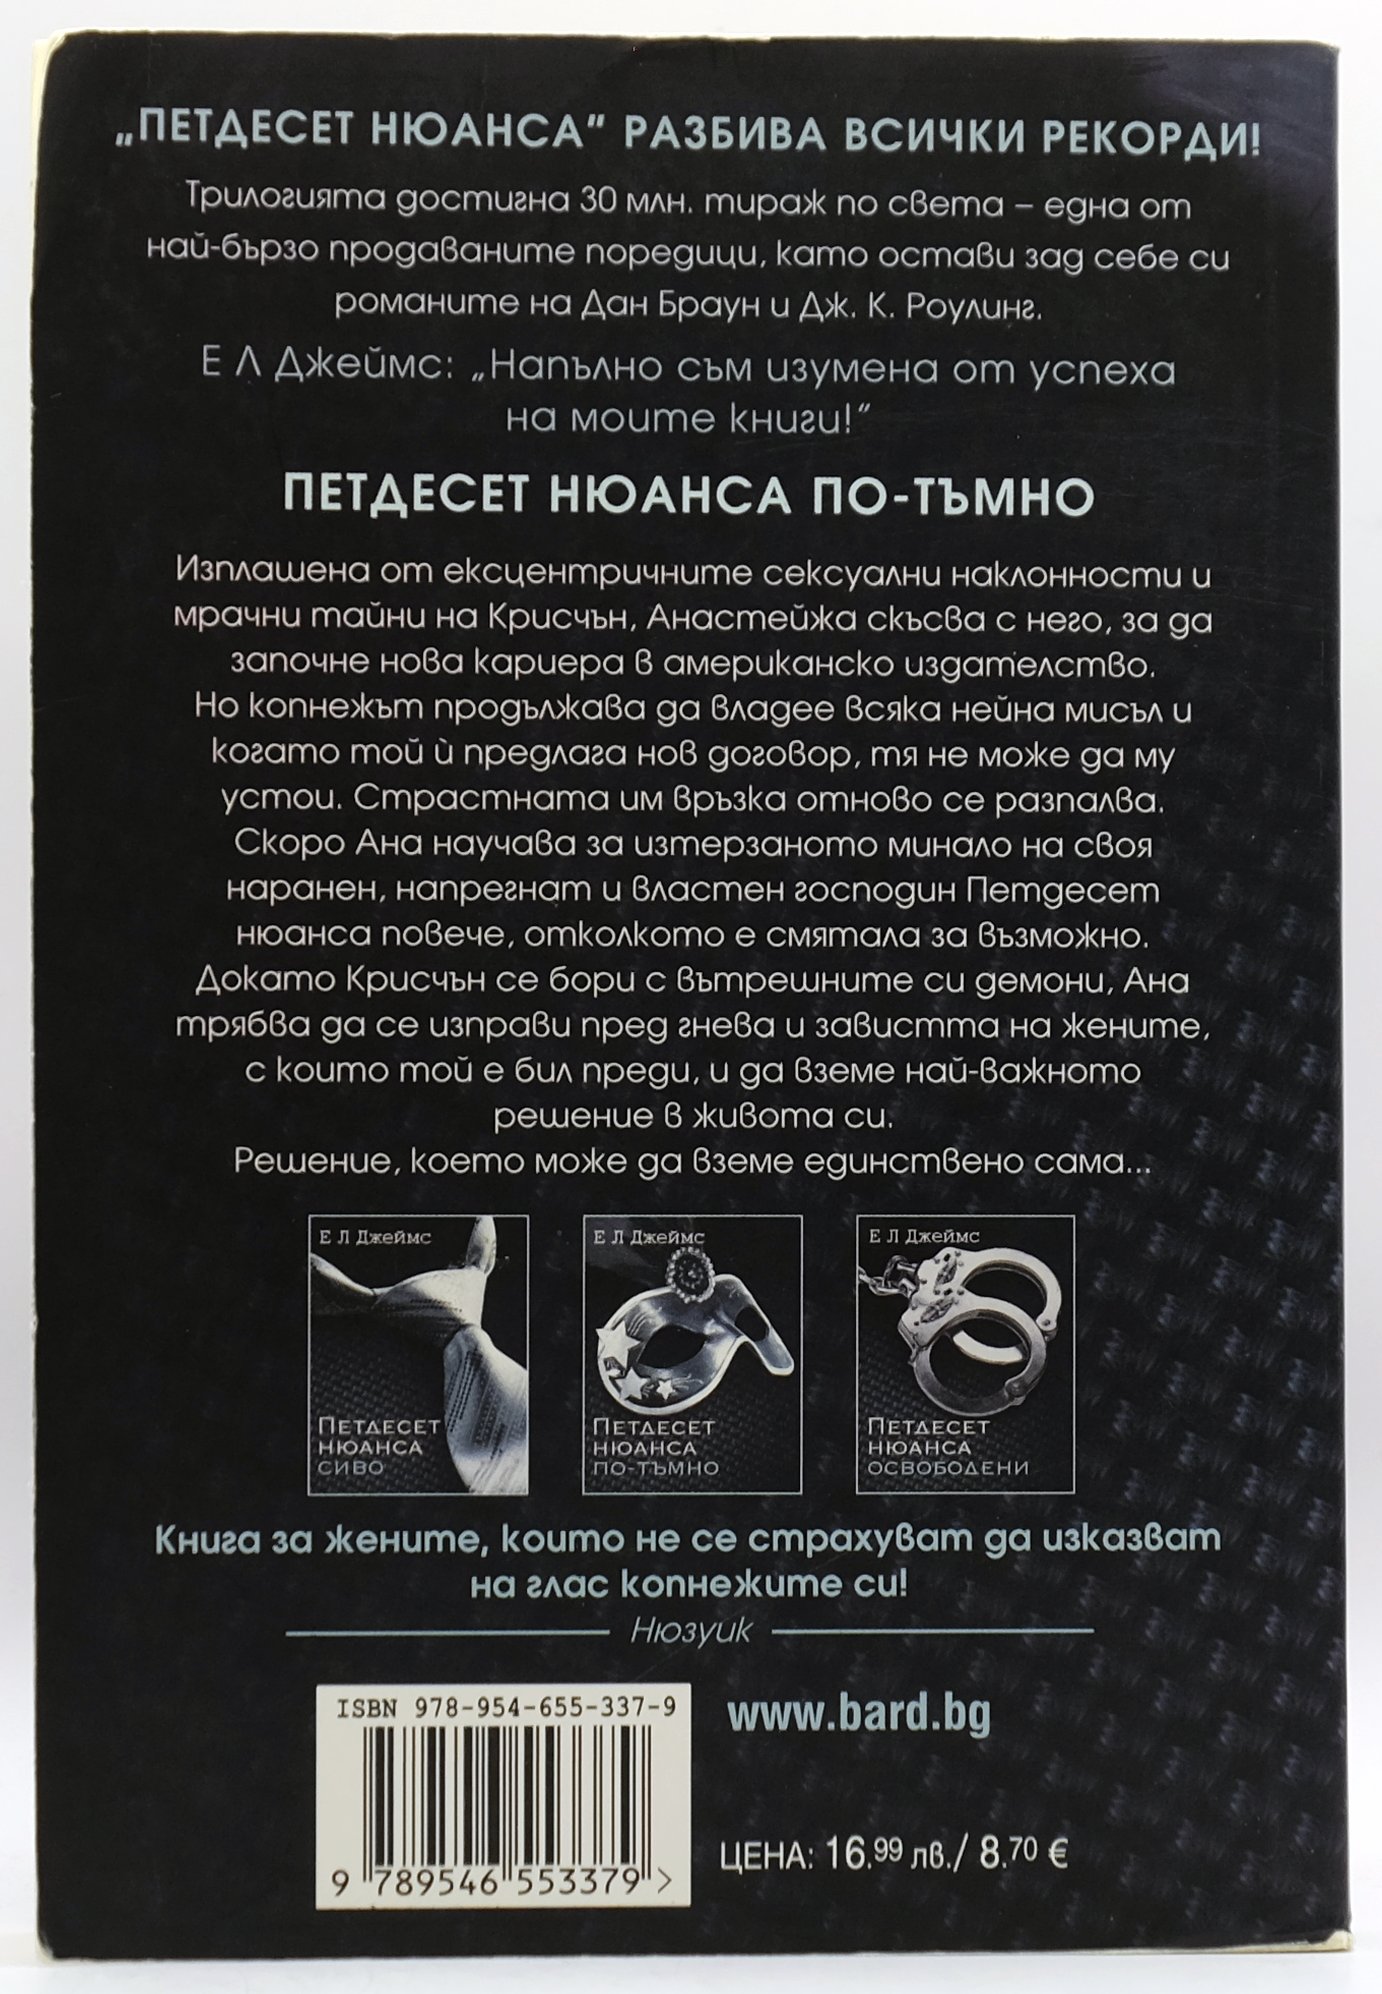 „ПЕТДЕСЕТ НЮАНСА" РАЗБИВА ВСИЧКИ РЕКОРДИ!
Трилогията достигна 30 млн. тираж по света – една от
най-бързо продаваните поредици, като остави зад себе си
романите на Дан Браун и Дж. К. Роулинг.
Е Л Джеймс: „Напълно съм изумена от успеха
на моите книги!"
ПЕТДЕСЕТ НЮАНСА ПО-ТЪМНО
Изплашена от ексцентричните сексуални наклонности и
мрачни тайни на Крисчън, Анастейжа скъсва с него, за да
започне нова кариера в американско издателство.
Но копнежът продължава да владее всяка нейна мисъл и
когато той ѝ предлага нов договор, тя не може да му
устои. Страстната им връзка отново се разпалва.
Скоро Ана научава за изтерзаното минало на своя
наранен, напрегнат и властен господин Петдесет
нюанса повече, отколкото е смятала за възможно.
Докато Крисчън се бори с вътрешните си демони, Ана
трябва да се изправи пред гнева и завистта на жените,
с които той е бил преди, и да вземе най-важното
решение в живота си.
Решение, което може да вземе единствено сама...
Е Л Джеймс
ПЕТДЕСЕТ
НЮАНСА
СИВО
Е Л Джеймс
ПЕТДЕСЕТ
НЮАНСА
ПО-ТЪМНО
Е Л Джеймс
ПЕТДЕСЕТ
НЮАНСА
ОСВОБОДЕНИ
Книга за жените, които не се страхуват да изказват
на глас копнежите си!
Нюзуик
ISBN 978-954-655-337-9
9 789546 553379 >
www.bard.bg
ЦЕНА: 16.99 лв./ 8.70 €